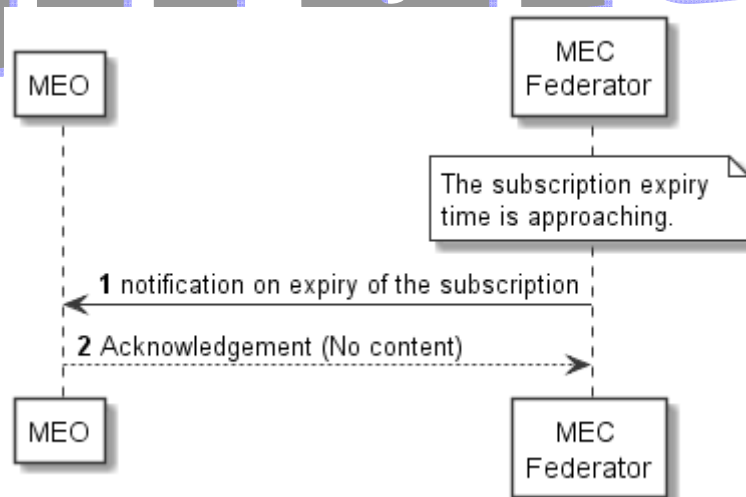 MEO
MEC
Federator
The subscription expiry
time is approaching.
1 notification on expiry of the subscription
2 Acknowledgement (No content)
MEO
MEC
Federator